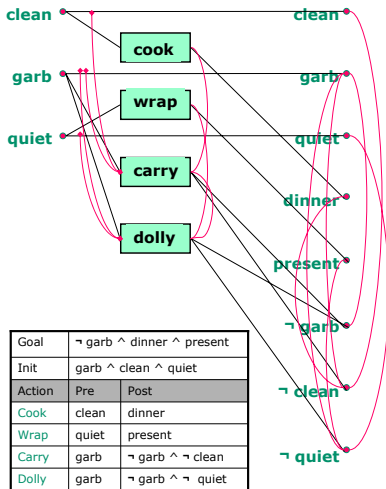 clean
clean
cook
garb
garb
wrap
quiet
quiet
carry
dinner
dolly
present
¬ garb
¬ clean
¬ quiet
Goal ¬ garb ^ dinner ^ present
Init garb ^ clean ^ quiet
Action Pre Post
Cook clean dinner
Wrap quiet present
Carry garb ¬ garb ^ ¬ clean
Dolly garb ¬ garb ^ ¬ quiet